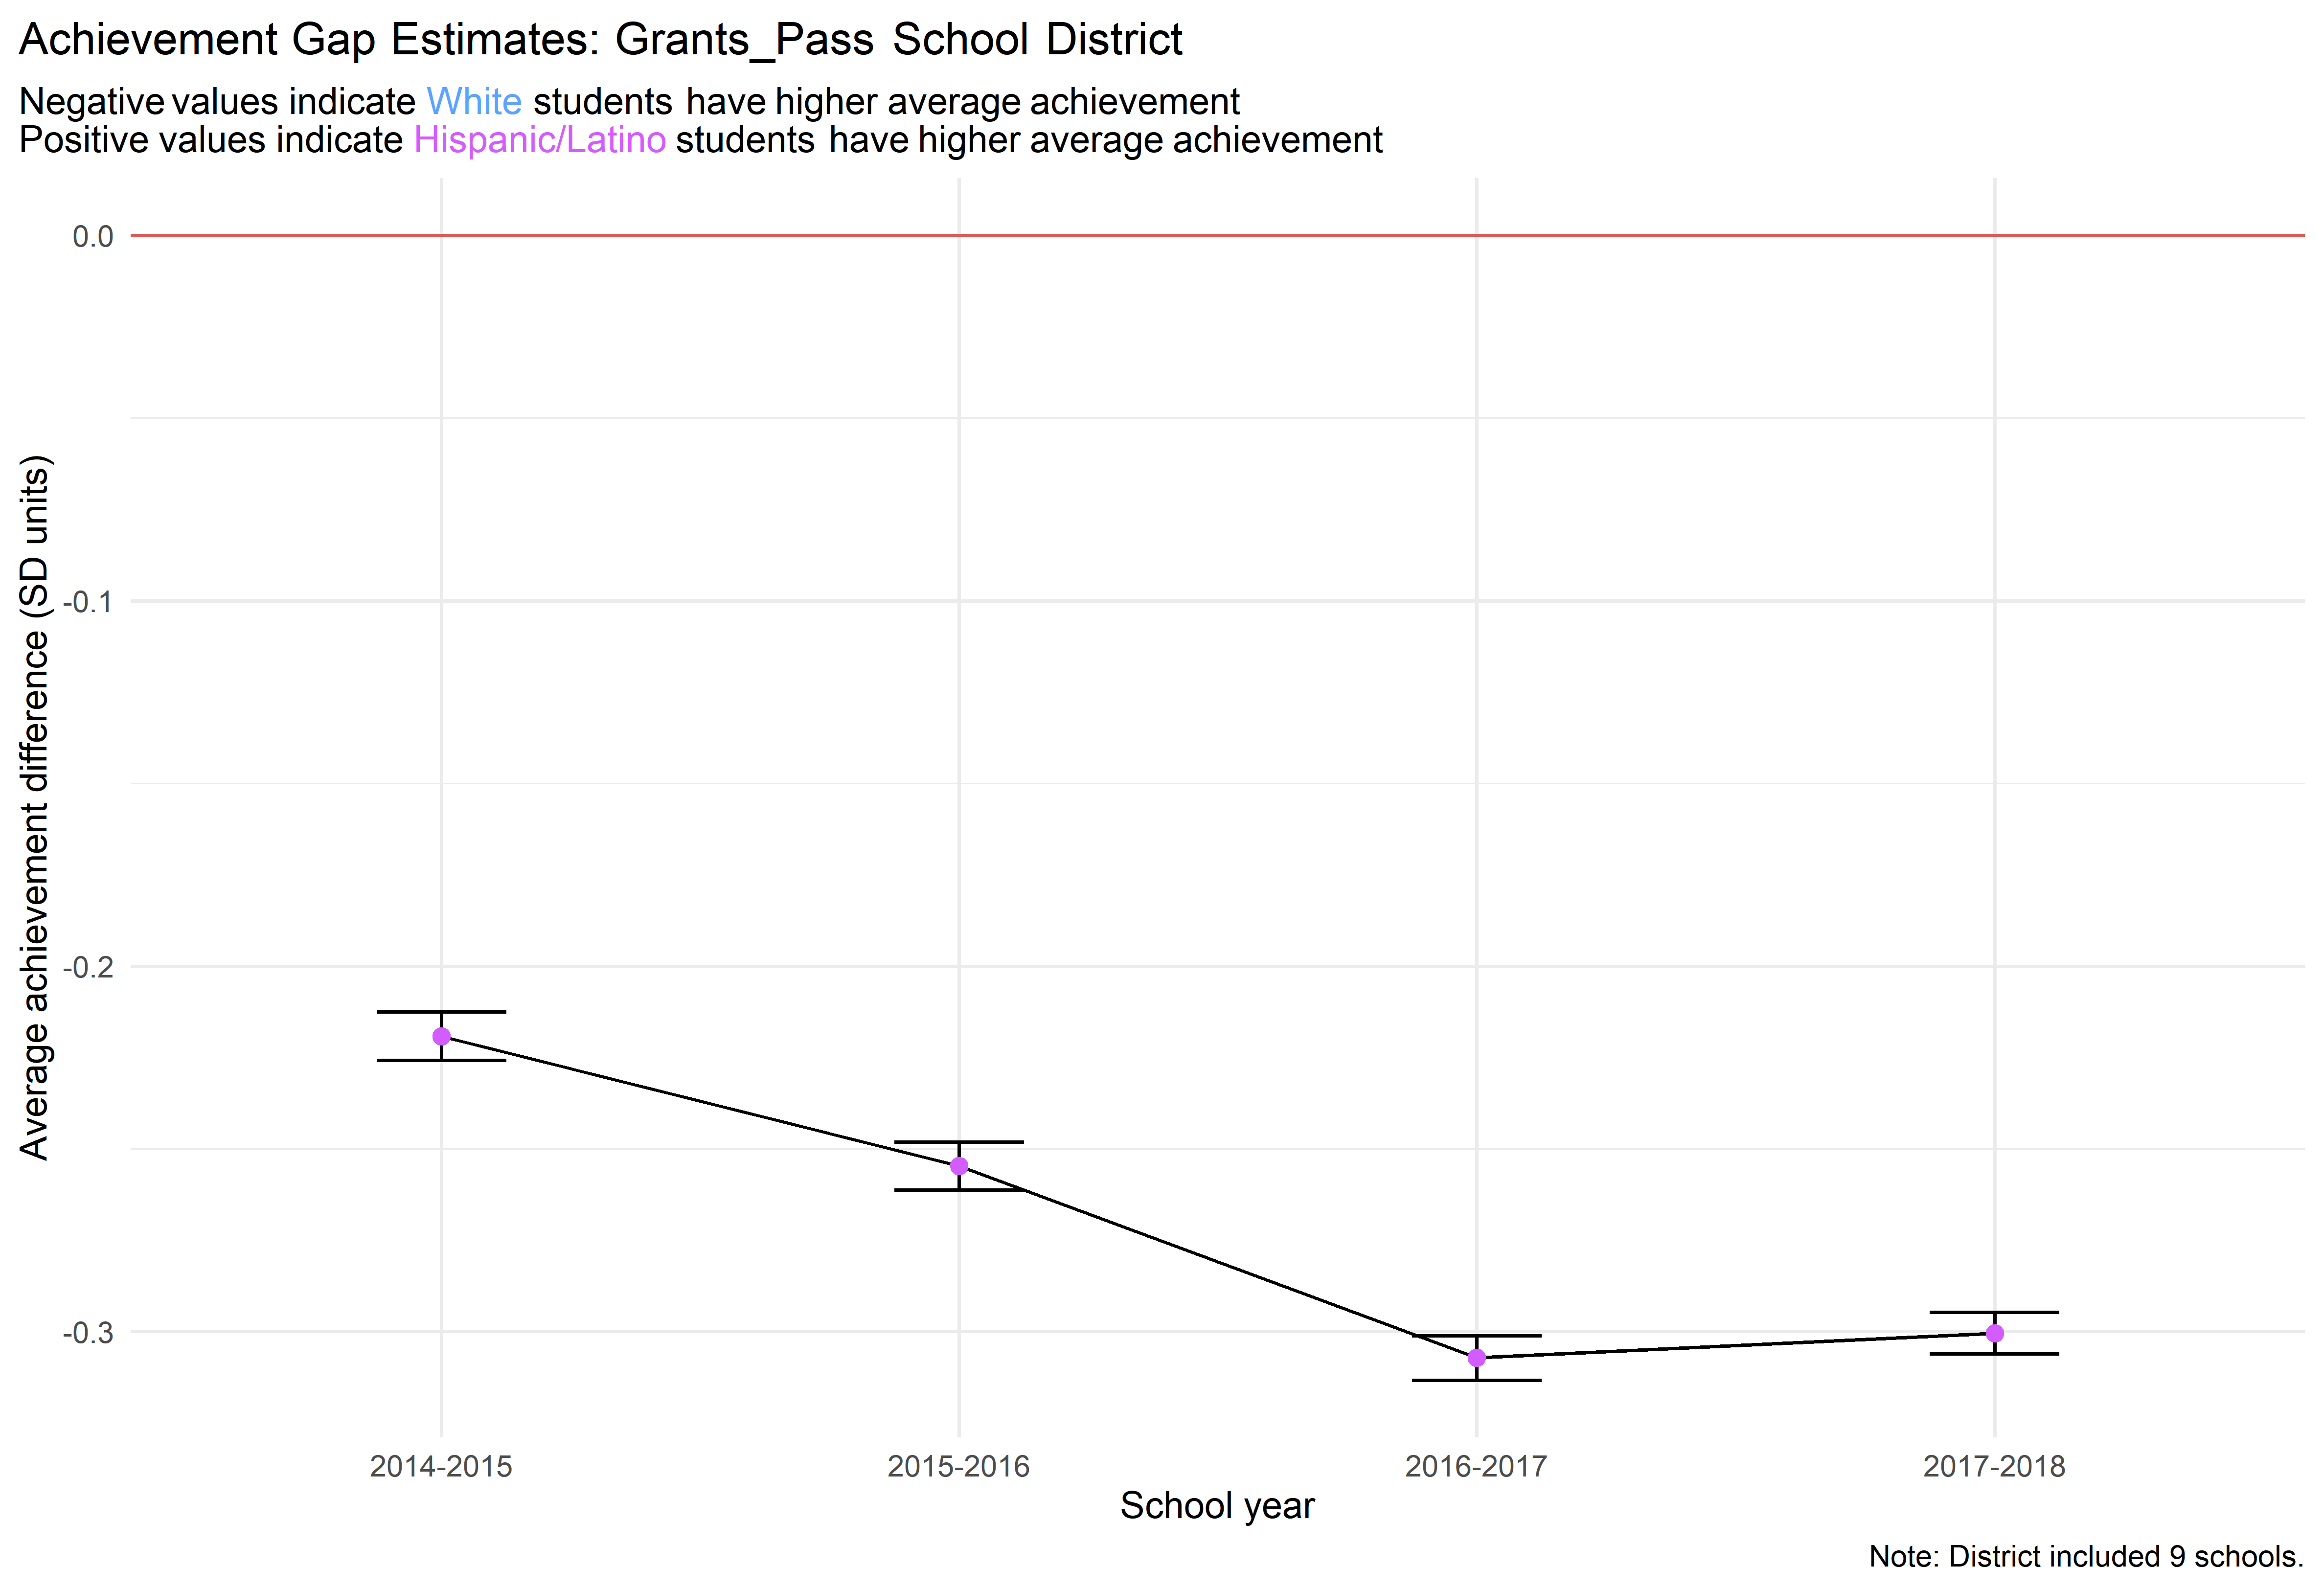 Achievement Gap Estimates: Grants_Pass School District
Negative values indicate White students have higher average achievement
Positive values indicate Hispanic/Latino students have higher average achievement
Average achievement difference (SD units)
0.0
-0.1
-0.2
-0.3
2014-2015
2015-2016
2016-2017
2017-2018
School year
Note: District included 9 schools.